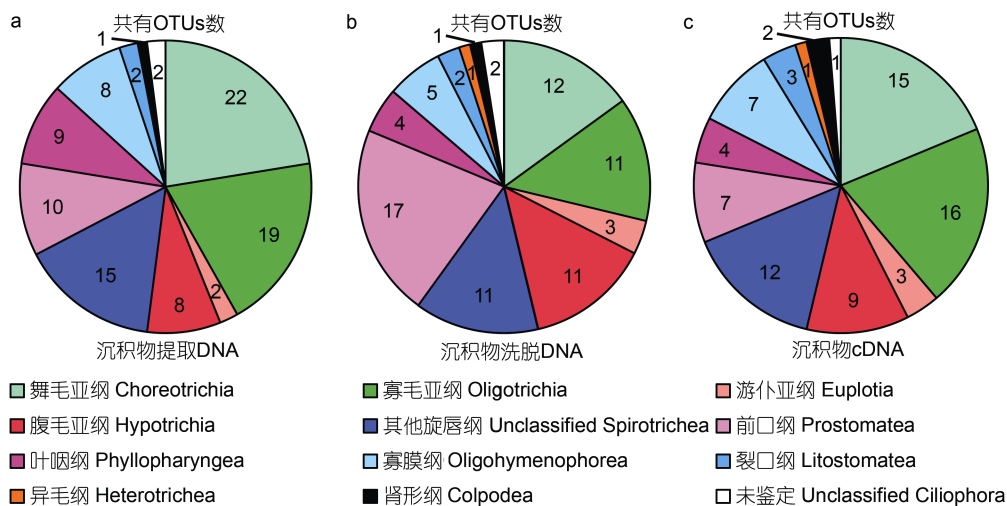 a
共有OTUs数
1
2
2
8
22
9
10
19
15
8
2
沉积物提取DNA
b
共有OTUs数
1
1
2
2
5
12
4
11
17
3
11
11
沉积物洗脱DNA
c
共有OTUs数
2
1
1
3
7
15
4
16
7
3
12
9
沉积物cDNA
舞毛亚纲 Choreotrichia
寡毛亚纲 Oligotrichia
游仆亚纲 Euplotia
腹毛亚纲 Hypotrichia
其他旋唇纲 Unclassified Spirotrichea
前口纲 Prostomatea
叶咽纲 Phyllopharyngea
寡膜纲 Oligohymenophorea
裂口纲 Litostomatea
异毛纲 Heterotrichea
肾形纲 Colpodea
未鉴定 Unclassified Ciliophora